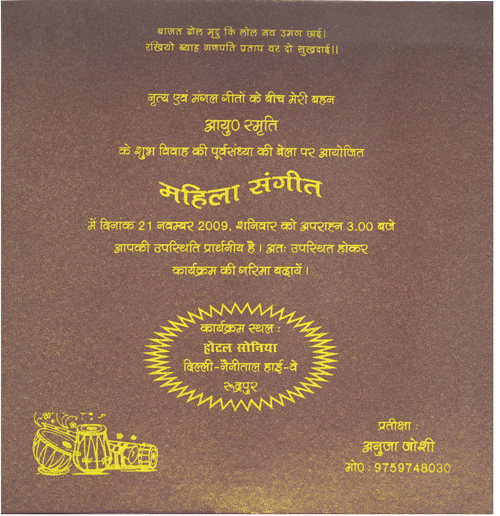 बाजत ढोल मृदु किं लोल नव उमंग छाई।
रखियो ब्याह गणपति प्रताप वर दो सुखदाई।।
नृत्य एवं मंगल गीतों के बीच मेरी बहन
आयु0 स्मृति
के शुभ विवाह की पूर्वसंध्या की बेला पर आयोजित
महिला संगीत
में दिनांक 21 नवम्बर 2009, शनिवार को अपराह्न 3.00 बजे
आपकी उपस्थिति प्रार्थनीय है। अतः उपस्थित होकर
कार्यक्रम की गरिमा बढ़ायें।
कार्यक्रम स्थल :
होटल सोनिया
दिल्ली-नैनीताल हाई-वे
रूद्रपुर
प्रतीक्षा :
अनुजा जोशी
मो0 : 9759748030